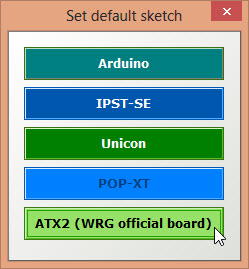 Set default sketch
Arduino
IPST-SE
Unicon
POP-XT
ATX2 (WRG official board)